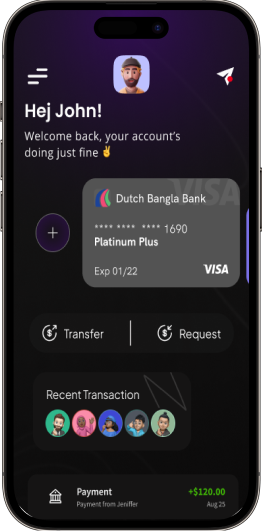 Hej John!
Welcome back, your account's
doing just fine ✌
VISA
Dutch Bangla Bank
**** **** **** 1690
Platinum Plus
Exp 01/22 VISA
+
Transfer Request
Recent Transaction
Payment +$120.00
Payment from Jeniffer Aug 25